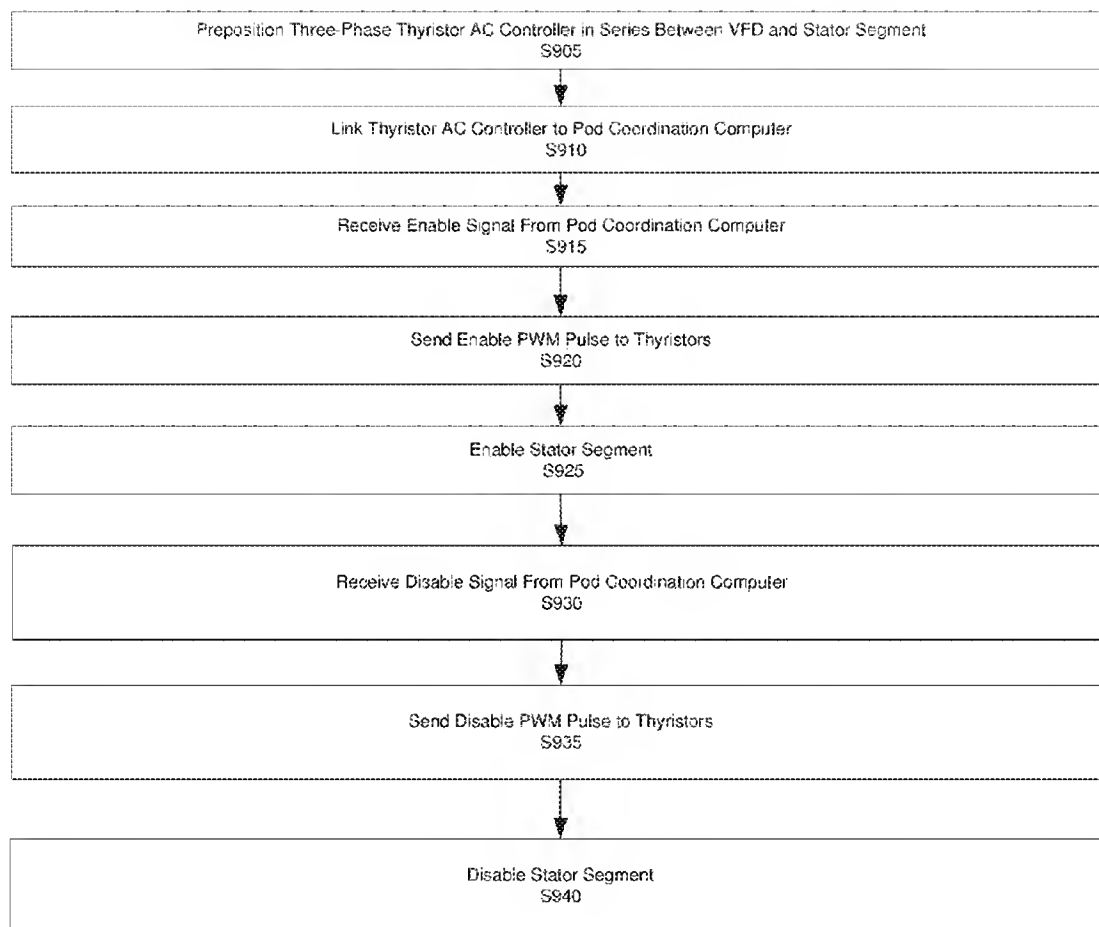 Preposition Three-Phase Thyristor AC Controller in Series Between VFD and Stator Segment
S905
Link Thyristor AC Controller to Pod Coordination Computer
S910
Receive Enable Signal From Pod Coordination Computer
S915
Send Enable PWM Pulse to Thyristors
S920
Enable Stator Segment
S925
Receive Disable Signal From Pod Coordination Computer
S930
Send Disable PWM Pulse to Thyristors
S935
Disable Stator Segment
S940